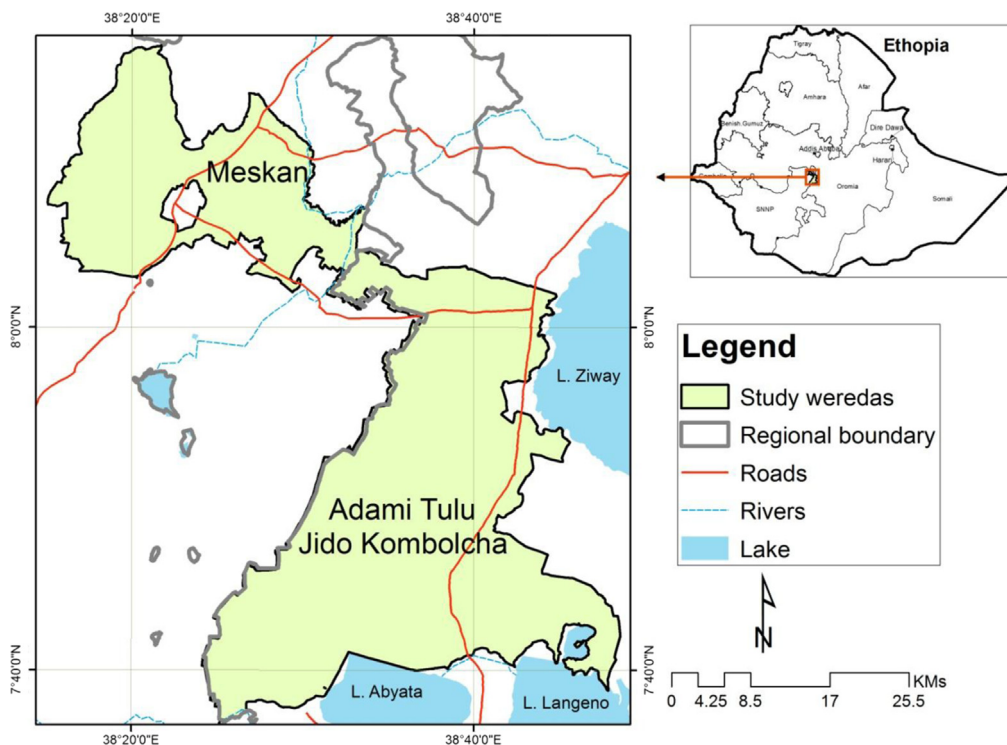 38°20'0"E
38°40'0"E
8°0'0"N
7°40'0"N
Meskan
Adami Tulu
Jido Kombolcha
L. Ziway
L. Abyata
L. Langeno
8°0'0"N
7°40'0"N
38°20'0"E
38°40'0"E
Ethiopia
Tigray
Afar
Amhara
Dire Dawa
Addis Ababa
Harari
Oromia
Somali
SNNP
Legend
Study weredas
Regional boundary
Roads
Rivers
Lake
N
KMs
0 4.25 8.5 17 25.5